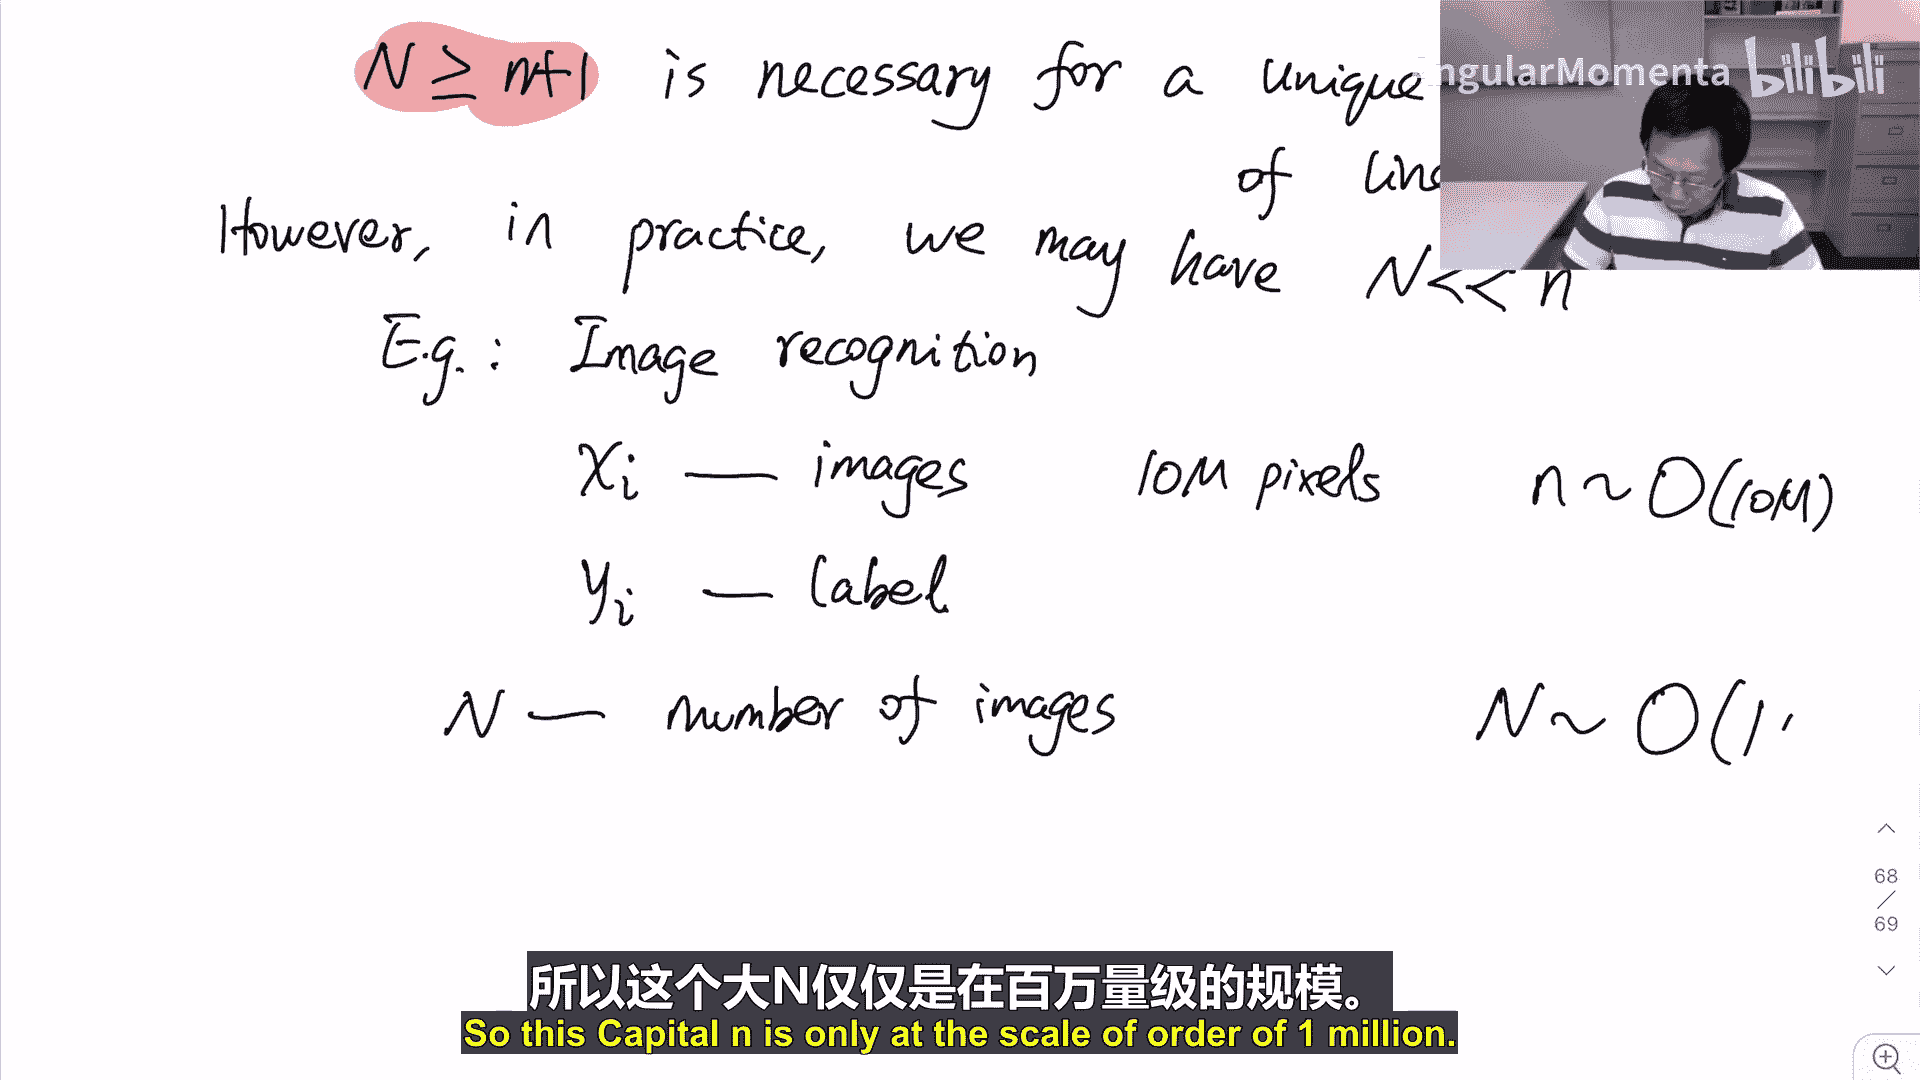 N ≥ n+1 is necessary for a unique
ngularMomenta bilibili
of
However, in practice, we may have N << n
E.g. : Image recognition
xi — images 10M pixels n ~ O(10M)
yi — label
N — number of images N ~ O(1
68
/
69
所以这个大N仅仅是在百万量级的规模。
So this Capital n is only at the scale of order of 1 million.